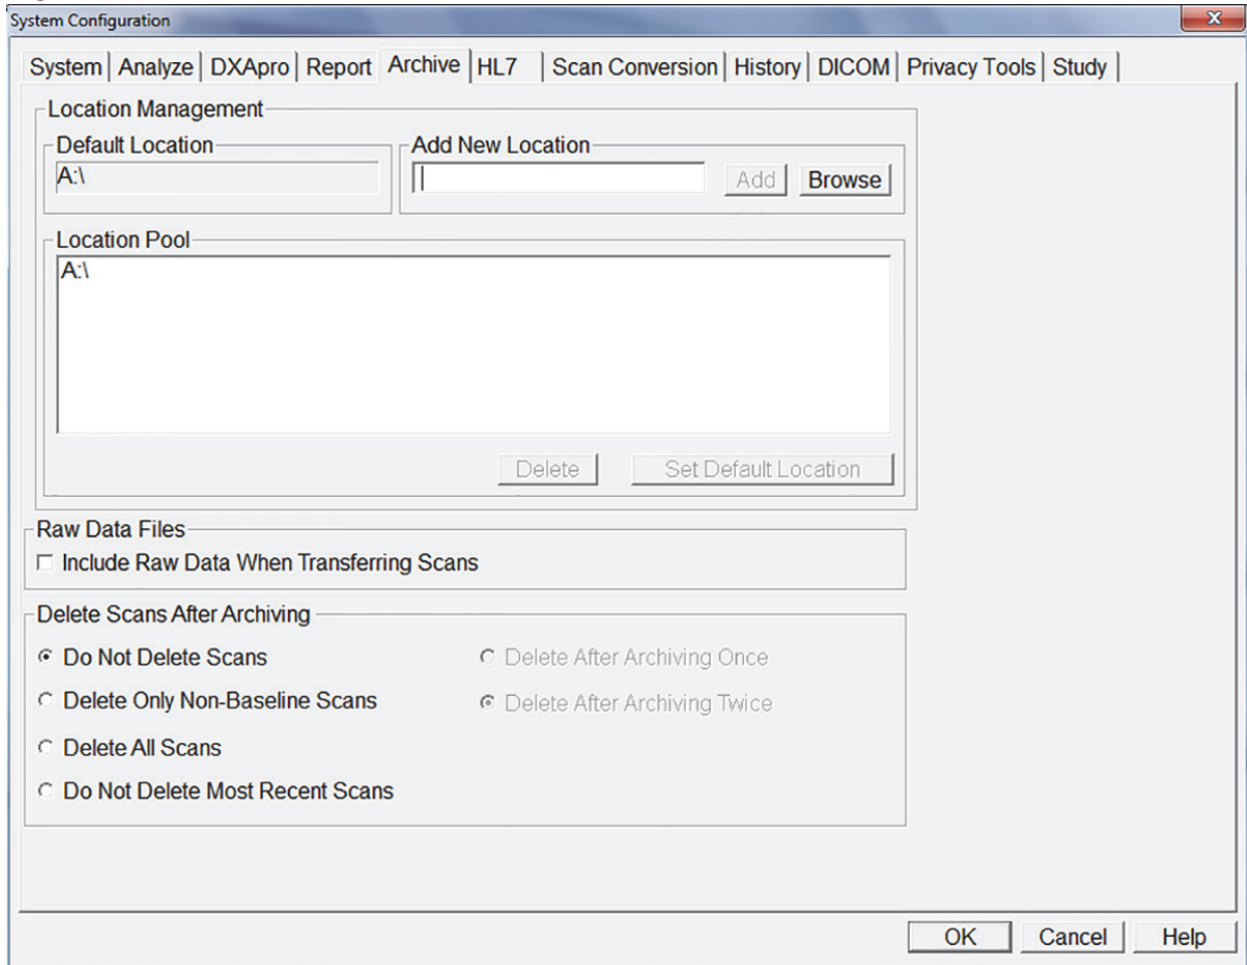 System Configuration
System Analyze DXApro Report Archive HL7 Scan Conversion History DICOM Privacy Tools Study
Location Management
Default Location
A:\
Add New Location
Add Browse
Location Pool
A:\
Delete Set Default Location
Raw Data Files
Include Raw Data When Transferring Scans
Delete Scans After Archiving
Do Not Delete Scans Delete After Archiving Once
Delete Only Non-Baseline Scans Delete After Archiving Twice
Delete All Scans
Do Not Delete Most Recent Scans
OK Cancel Help